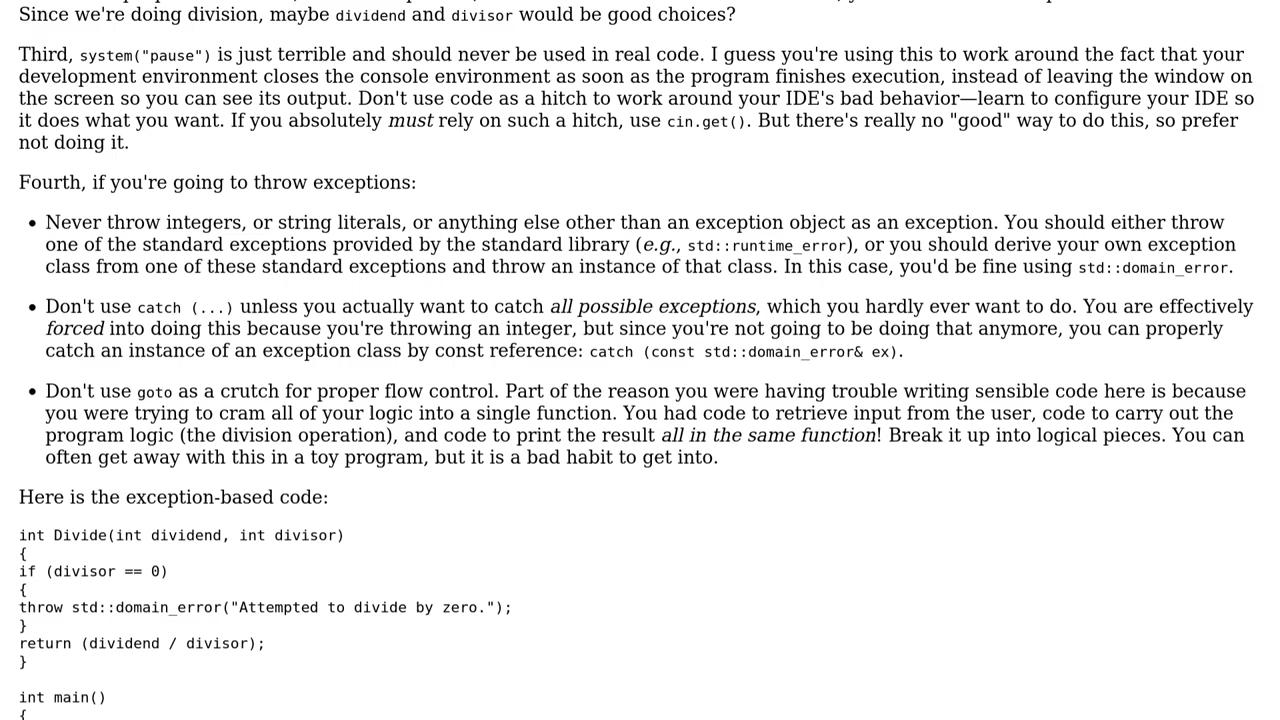 Since we're doing division, maybe dividend and divisor would be good choices?
Third, system("pause") is just terrible and should never be used in real code. I guess you're using this to work around the fact that your
development environment closes the console environment as soon as the program finishes execution, instead of leaving the window on
the screen so you can see its output. Don't use code as a hitch to work around your IDE's bad behavior—learn to configure your IDE so
it does what you want. If you absolutely must rely on such a hitch, use cin.get(). But there's really no "good" way to do this, so prefer
not doing it.
Fourth, if you're going to throw exceptions:
• Never throw integers, or string literals, or anything else other than an exception object as an exception. You should either throw
one of the standard exceptions provided by the standard library (e.g., std::runtime_error), or you should derive your own exception
class from one of these standard exceptions and throw an instance of that class. In this case, you'd be fine using std::domain_error.
• Don't use catch (...) unless you actually want to catch all possible exceptions, which you hardly ever want to do. You are effectively
forced into doing this because you're throwing an integer, but since you're not going to be doing that anymore, you can properly
catch an instance of an exception class by const reference: catch (const std::domain_error& ex).
• Don't use goto as a crutch for proper flow control. Part of the reason you were having trouble writing sensible code here is because
you were trying to cram all of your logic into a single function. You had code to retrieve input from the user, code to carry out the
program logic (the division operation), and code to print the result all in the same function! Break it up into logical pieces. You can
often get away with this in a toy program, but it is a bad habit to get into.
Here is the exception-based code:
int Divide(int dividend, int divisor)
{
if (divisor == 0)
{
throw std::domain_error("Attempted to divide by zero.");
}
return (dividend / divisor);
}
int main()
{